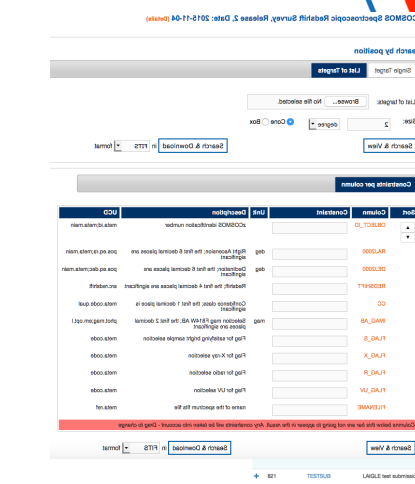 COSMOS Spectroscopic Redshift Survey, Release 2, Date: 2015-11-04 (Details)
Search by position
Single Target List of Targets
List of targets: Browse... No file selected.
Size: 2 degree Cone Box
Search & View Search & Download in FITS format
Constraints per column
Sort Column Constraint Unit Description UCD
OBJECT_ID zCOSMOS identification number meta.id;meta.main
RAJ2000 deg Right Ascension; the first 6 decimal places are significant pos.eq.ra;meta.main
DEJ2000 deg Declination; the first 6 decimal places are significant pos.eq.dec;meta.main
REDSHIFT Redshift; the first 4 decimal places are significant src.redshift
CC Confidence class; the first 1 decimal place is significant meta.code.qual
IMAG_AB mag Selection mag F814W AB; the first 2 decimal places are significant phot.mag;em.opt.I
FLAG_S Flag for satisfying bright sample selection meta.code
FLAG_X Flag for X-ray selection meta.code
FLAG_R Flag for radio selection meta.code
FLAG_UV Flag for UV selection meta.code
FILENAME name of the spectrum fits file meta.ref
Columns below this bar are not going to appear in the result. Any constraints will be taken into account - Drag to change
Search & View Search & Download in FITS format
LAIGLE test submission TESTSUB 821